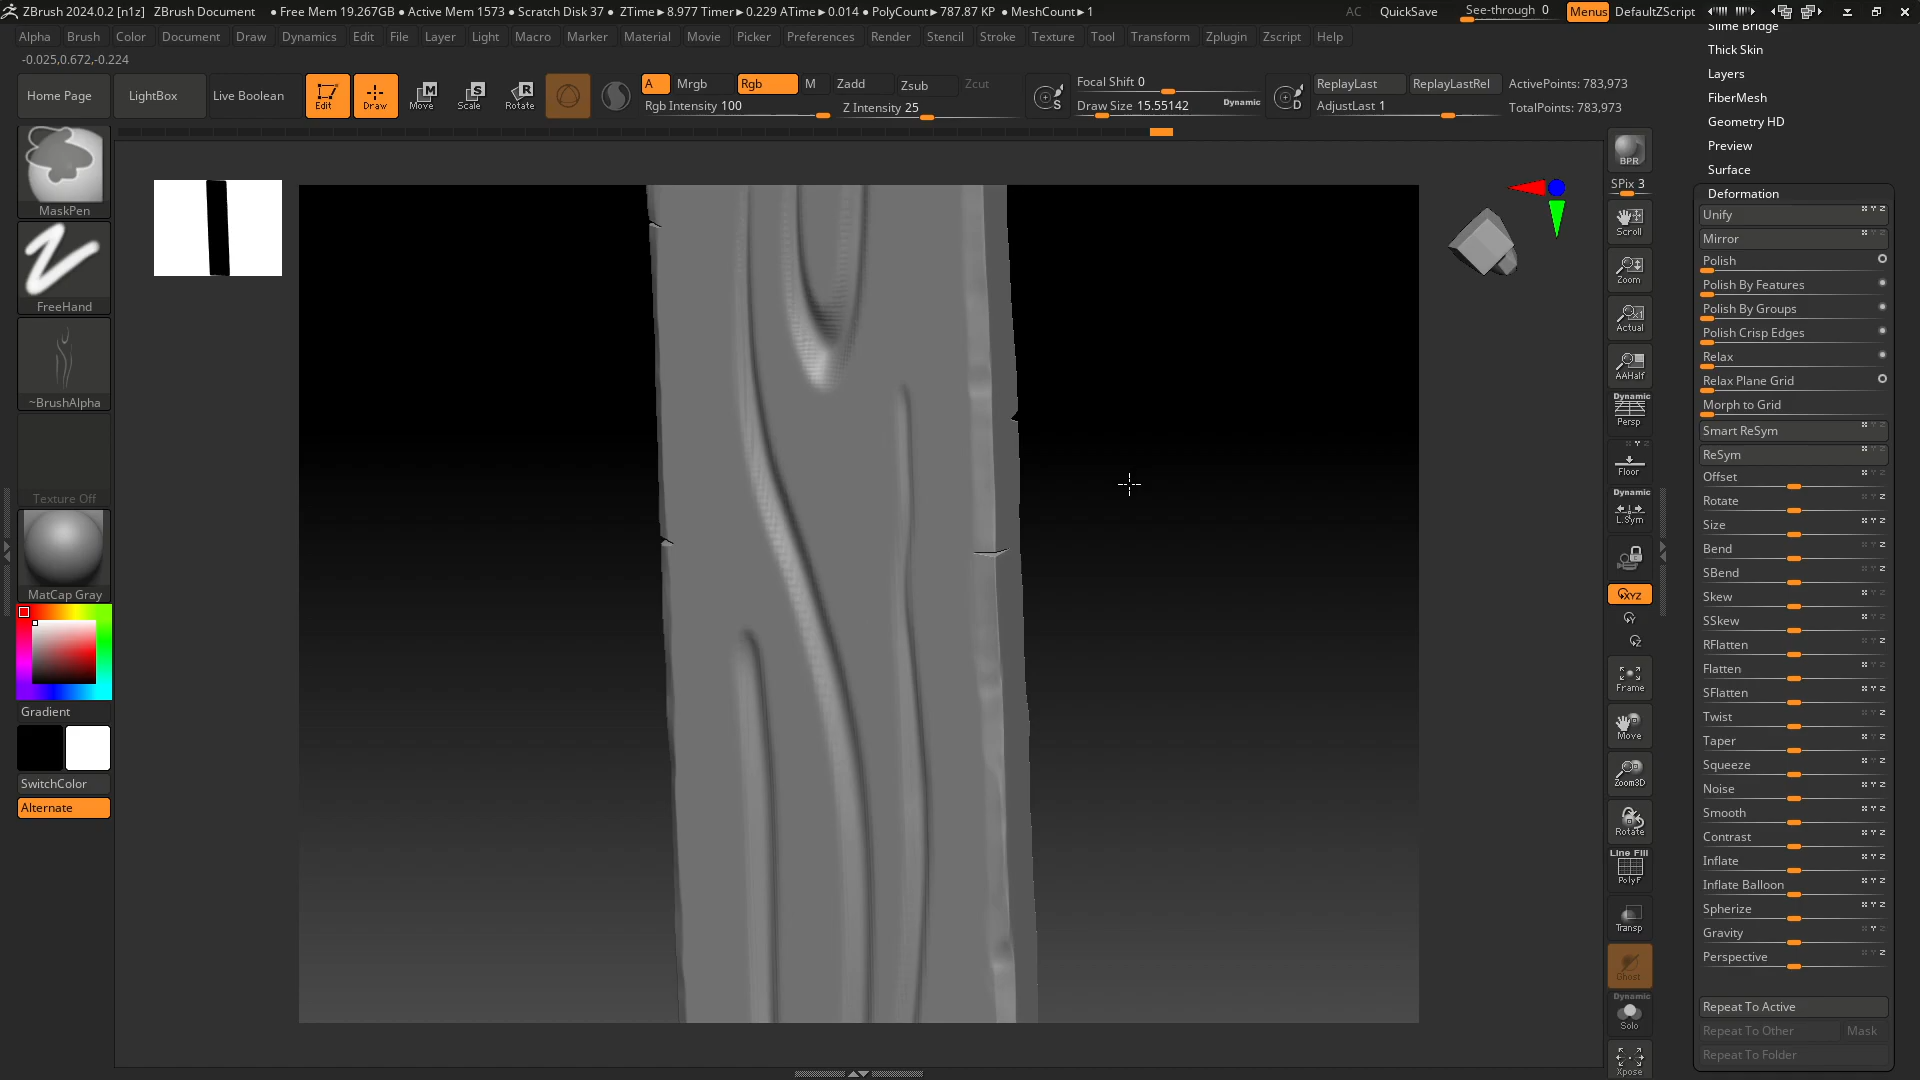 ZBrush 2024.0.2 [n1z] ZBrush Document ● Free Mem 19.267GB ● Active Mem 1573 ● Scratch Disk 37 ● ZTime►8.977 Timer►0.229 ATime►0.014 ● PolyCount►787.87 KP ● MeshCount►1 AC QuickSave See-through 0 Menus DefaultZScript
Alpha Brush Color Document Draw Dynamics Edit File Layer Light Macro Marker Material Movie Picker Preferences Render Stencil Stroke Texture Tool Transform Zplugin Zscript Help
-0.025,0.672,-0.224
Home Page LightBox Live Boolean Edit Draw Move Scale Rotate
A Mrgb Rgb M Zadd Zsub Zcut
Rgb Intensity 100 Z Intensity 25
S
Focal Shift 0
Draw Size 15.55142 Dynamic
D
ReplayLast ReplayLastRel ActivePoints: 783,973
AdjustLast 1 TotalPoints: 783,973
MaskPen
FreeHand
~BrushAlpha
Texture Off
MatCap Gray
Gradient
SwitchColor
Alternate
BPR
SPix 3
Scroll
Zoom
Actual
AAHalf
Dynamic
Persp
Floor
Dynamic
L.Sym
XYZ
Y
Z
Frame
Move
Zoom3D
Rotate
Line Fill
PolyF
Transp
Ghost
Dynamic
Solo
Xpose
Slime Bridge
Thick Skin
Layers
FiberMesh
Geometry HD
Preview
Surface
Deformation
Unify
Mirror
Polish
Polish By Features
Polish By Groups
Polish Crisp Edges
Relax
Relax Plane Grid
Morph to Grid
Smart ReSym
ReSym
Offset
Rotate
Size
Bend
SBend
Skew
SSkew
RFlatten
Flatten
SFlatten
Twist
Taper
Squeeze
Noise
Smooth
Contrast
Inflate
Inflate Balloon
Spherize
Gravity
Perspective
Repeat To Active
Repeat To Other Mask
Repeat To Folder